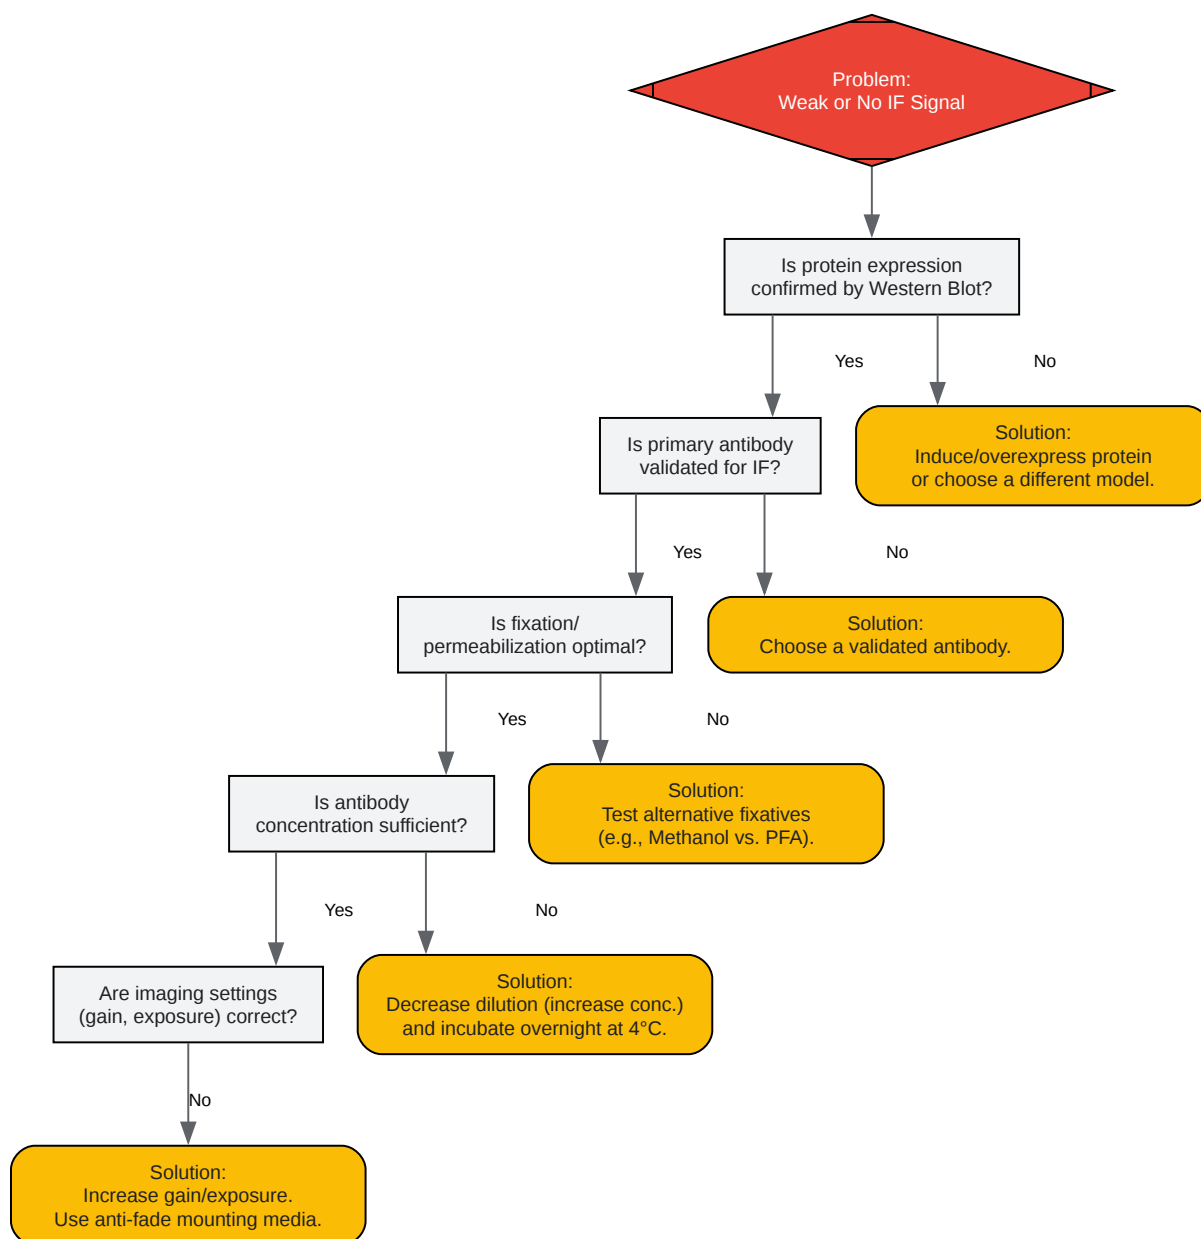 Problem:
Weak or No IF Signal
Is protein expression
confirmed by Western Blot?
Yes
No
Is primary antibody
validated for IF?
Solution:
Induce/overexpress protein
or choose a different model.
Yes
No
Is fixation/
permeabilization optimal?
Solution:
Choose a validated antibody.
Yes
No
Is antibody
concentration sufficient?
Solution:
Test alternative fixatives
(e.g., Methanol vs. PFA).
Yes
No
Are imaging settings
(gain, exposure) correct?
Solution:
Decrease dilution (increase conc.)
and incubate overnight at 4°C.
No
Solution:
Increase gain/exposure.
Use anti-fade mounting media.